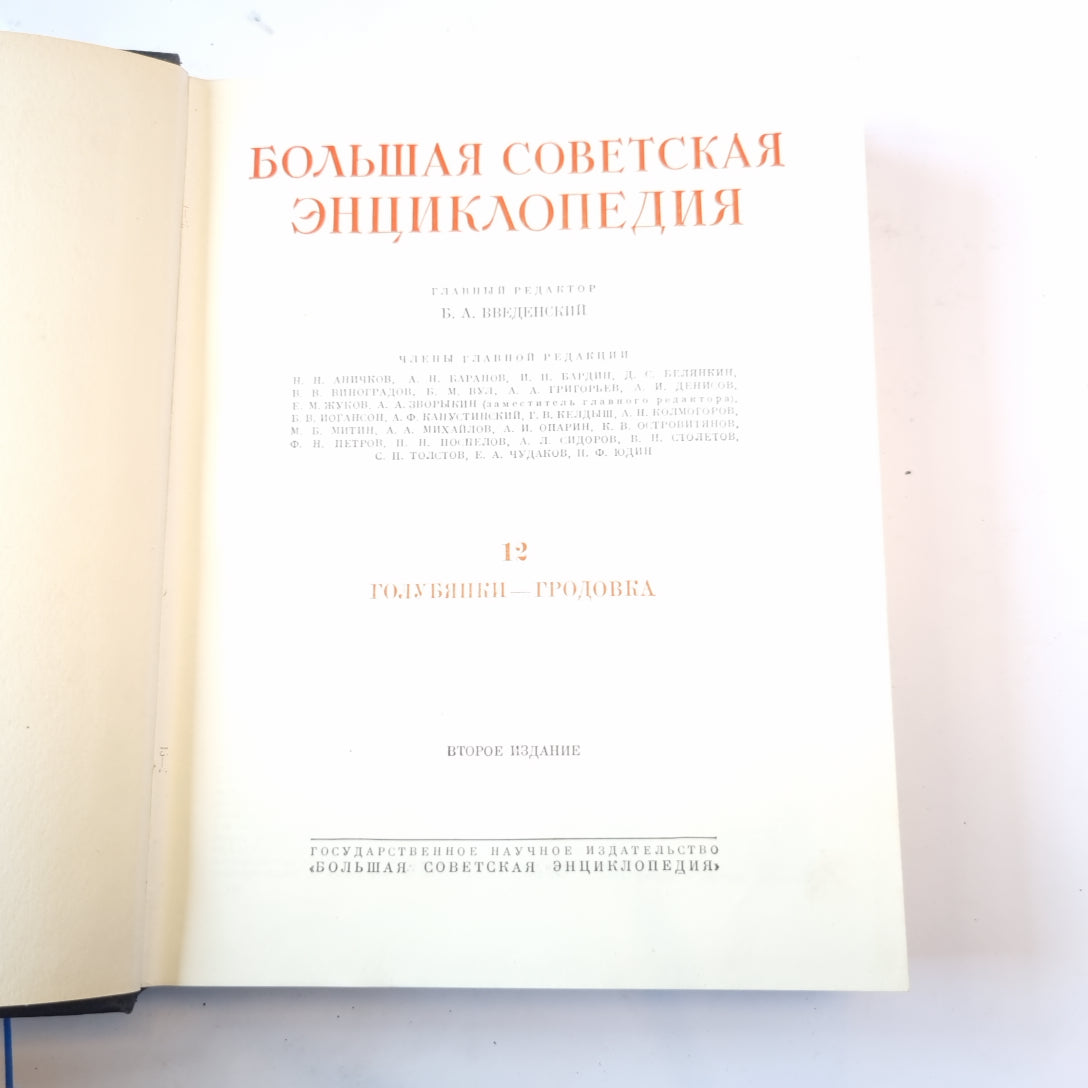 БОЛЬШАЯ СОВЕТСКАЯ
ЭНЦИКЛОПЕДИЯ
ГЛАВНЫЙ РЕДАКТОР
Б. А. ВВЕДЕНСКИЙ
ЧЛЕНЫ ГЛАВНОЙ РЕДАКЦИИ
Н. Н. АНИЧКОВ, А. Н. БАРАНОВ, И. П. БАРДИН, Д. С. БЕЛЯНКИН,
В. В. ВИНОГРАДОВ, Б. М. ВУЛ, А. А. ГРИГОРЬЕВ, А. И. ДЕНИСОВ,
Е. М. ЖУКОВ, А. А. ЗВОРЫКИН (заместитель главного редактора),
Б. В. ИОГАНСОН, А. Ф. КАПУСТИНСКИЙ, Г. В. КЕЛДЫШ, А. Н. КОЛМОГОРОВ,
М. Б. МИТИН, А. А. МИХАЙЛОВ, А. И. ОПАРИН, К. В. ОСТРОВИТЯНОВ,
Ф. Н. ПЕТРОВ, П. Н. ПОСПЕЛОВ, А. Л. СИДОРОВ, В. Н. СТОЛЕТОВ,
С. П. ТОЛСТОВ, Е. А. ЧУДАКОВ, П. Ф. ЮДИН
12
ГОЛУБЯНКИ — ГРОДОВКА
ВТОРОЕ ИЗДАНИЕ
ГОСУДАРСТВЕННОЕ НАУЧНОЕ ИЗДАТЕЛЬСТВО
«БОЛЬШАЯ СОВЕТСКАЯ ЭНЦИКЛОПЕДИЯ»